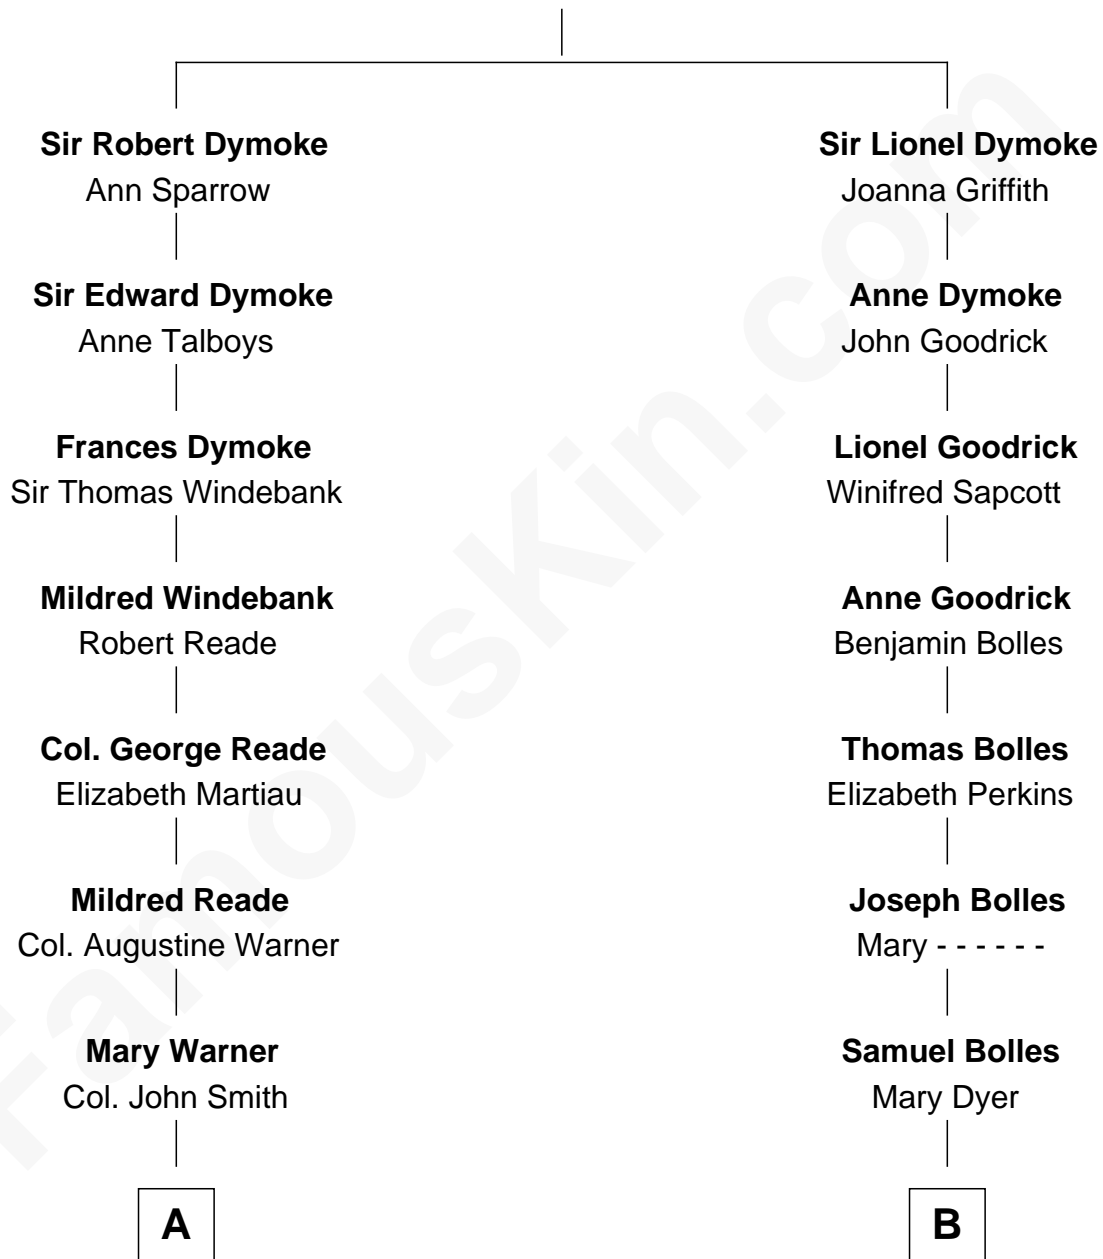 Sir Robert Dymoke
Ann Sparrow
Sir Edward Dymoke
Anne Talboys
Frances Dymoke
Sir Thomas Windebank
Mildred Windebank
Robert Reade
Col. George Reade
Elizabeth Martiau
Mildred Reade
Col. Augustine Warner
Mary Warner
Col. John Smith
A
Sir Lionel Dymoke
Joanna Griffith
Anne Dymoke
John Goodrick
Lionel Goodrick
Winifred Sapcott
Anne Goodrick
Benjamin Bolles
Thomas Bolles
Elizabeth Perkins
Joseph Bolles
Mary - - - - - -
Samuel Bolles
Mary Dyer
B
FamousKin.com